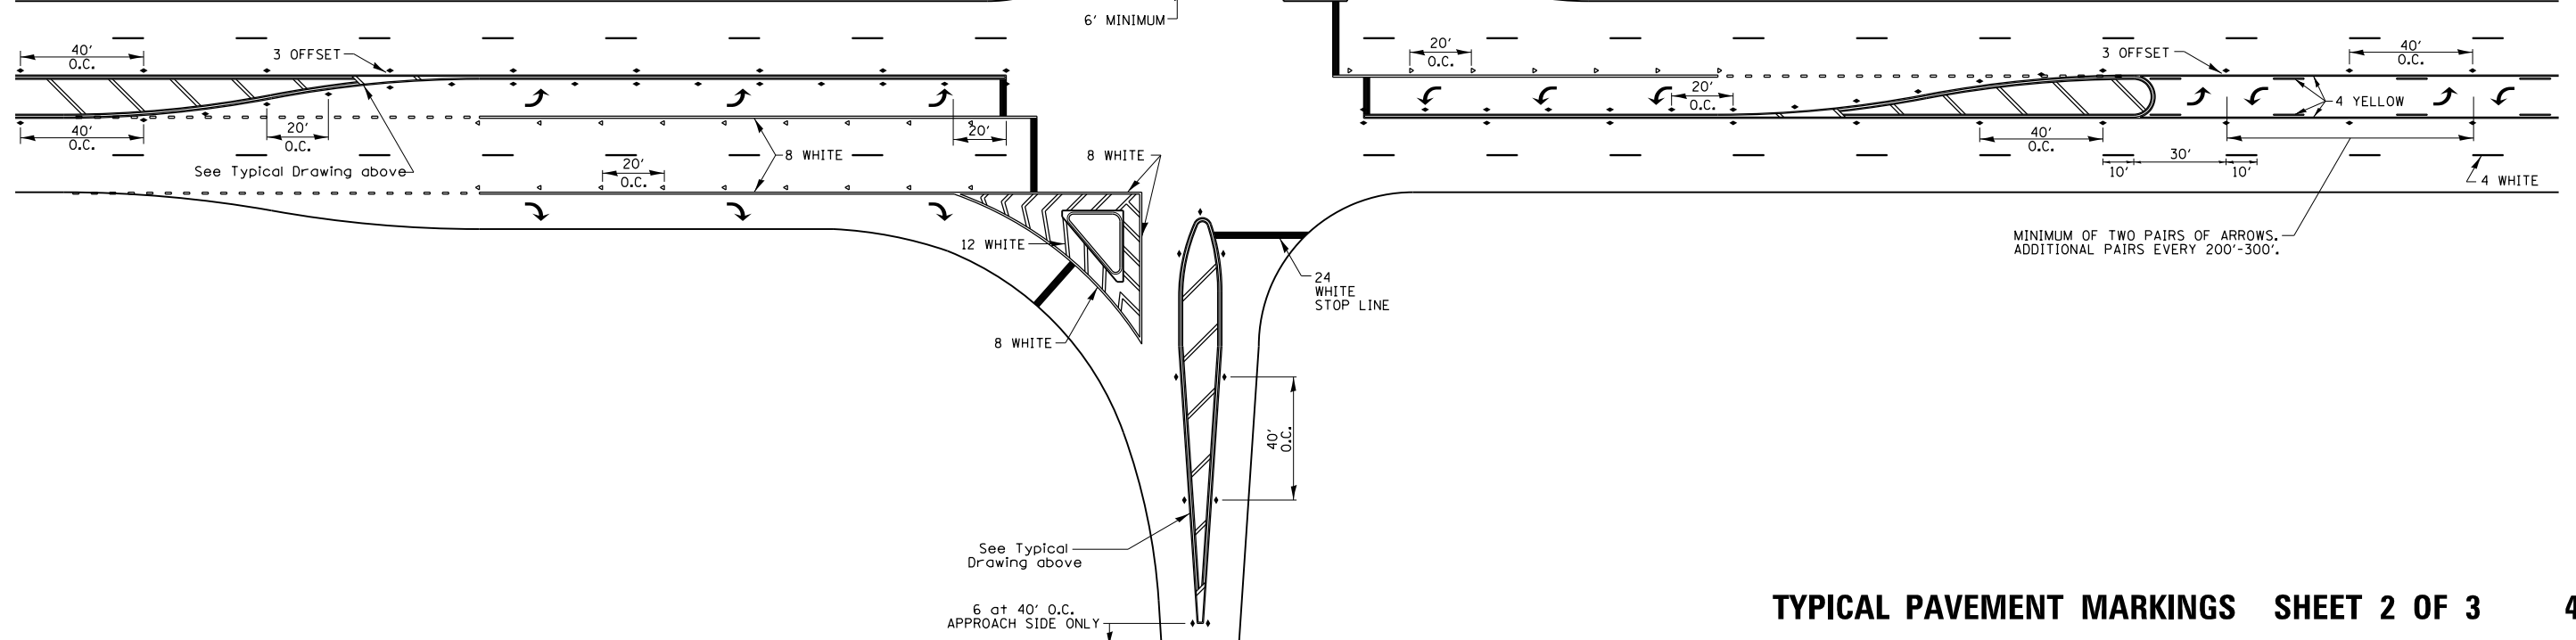 6' MINIMUM
40'
O.C.
3 OFFSET
20'
O.C.
3 OFFSET
40'
O.C.
20'
O.C.
4 YELLOW
40'
O.C.
20'
O.C.
20'
8 WHITE
8 WHITE
See Typical Drawing above
20'
O.C.
40'
O.C.
30'
10'
10'
4 WHITE
12 WHITE
MINIMUM OF TWO PAIRS OF ARROWS.
ADDITIONAL PAIRS EVERY 200'-300'.
24
WHITE
STOP LINE
8 WHITE
40'
O.C.
See Typical
Drawing above
6 at 40' O.C.
APPROACH SIDE ONLY
TYPICAL PAVEMENT MARKINGS SHEET 2 OF 3 4